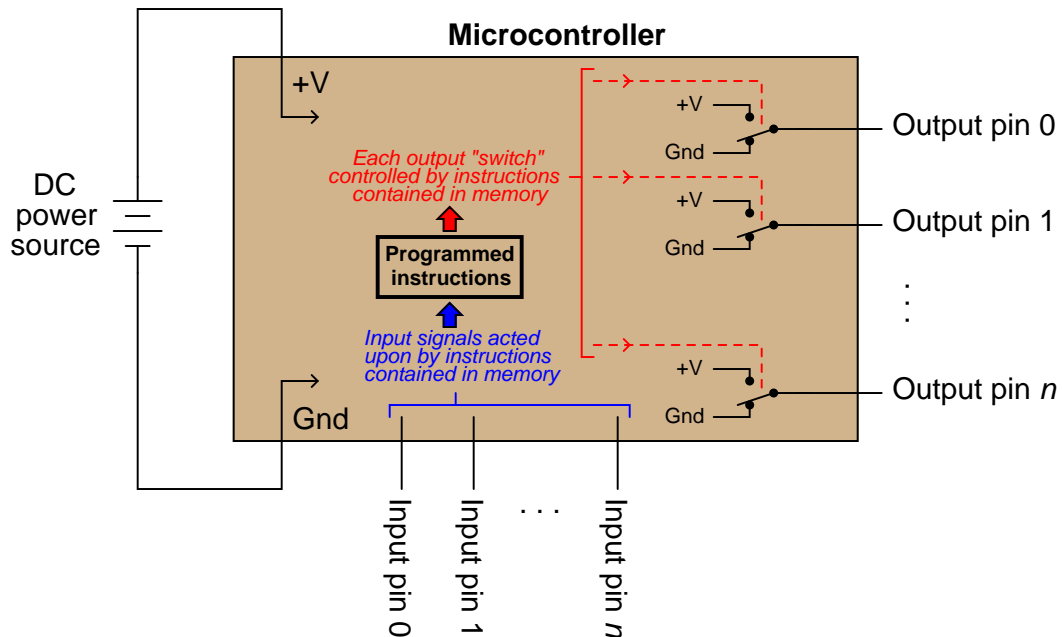 Microcontroller
+V
DC
power
source
Each output "switch"
controlled by instructions
contained in memory
Programmed
instructions
Input signals acted
upon by instructions
contained in memory
Gnd
+V
Gnd
Output pin 0
+V
Gnd
Output pin 1
. . .
+V
Gnd
Output pin n
Input pin 0
Input pin 1
. . .
Input pin n